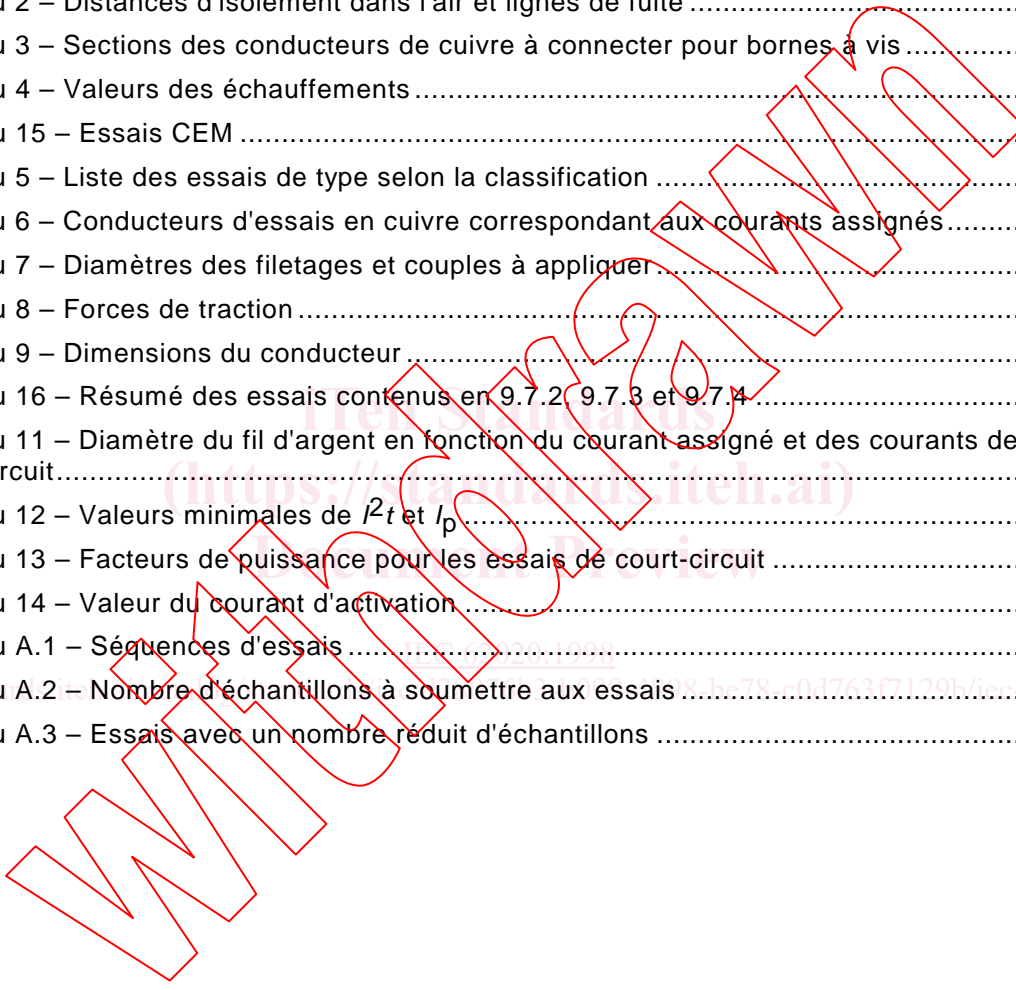 u 2 – Distances d'isolement dans l'air et lignes de fuite
u 3 – Sections des conducteurs de cuivre à connecter pour bornes à vis
u 4 – Valeurs des échauffements
u 15 – Essais CEM
u 5 – Liste des essais de type selon la classification
u 6 – Conducteurs d'essais en cuivre correspondant aux courants assignés
u 7 – Diamètres des filetages et couples à appliquer
u 8 – Forces de traction
u 9 – Dimensions du conducteur
u 16 – Résumé des essais contenus en 9.7.2, 9.7.3 et 9.7.4
iTeh Standards
u 11 – Diamètre du fil d'argent en fonction du courant assigné et des courants de
rcuit
(https://standards.iteh.ai)
u 12 – Valeurs minimales de I²t et Ip
Document Preview
u 13 – Facteurs de puissance pour les essais de court-circuit
u 14 – Valeur du courant d'activation
u A.1 – Séquences d'essais
IEC 62020:1998
u A.2 – Nombre d'échantillons à soumettre aux essais
98-be78-c0d763f7129b/iec
u A.3 – Essais avec un nombre réduit d'échantillons
withdrawn